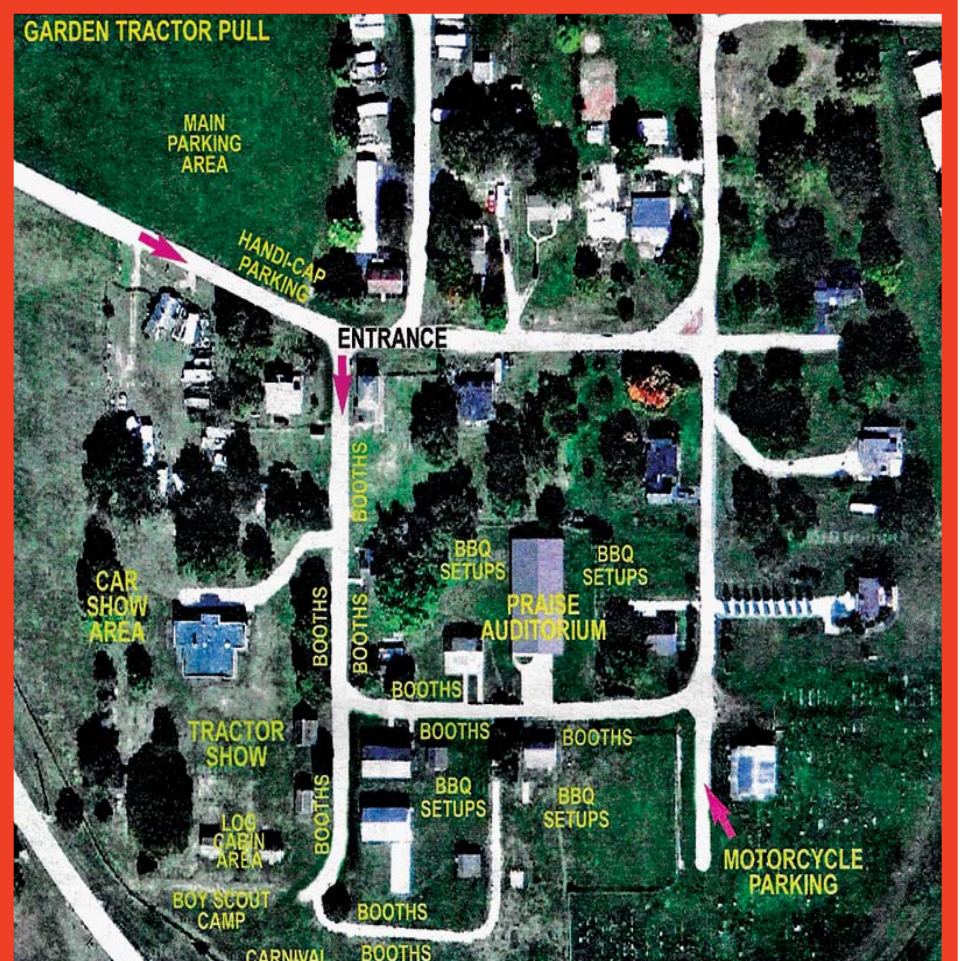 GARDEN TRACTOR PULL
MAIN
PARKING
AREA
HANDI-CAP
PARKING
ENTRANCE
BOOTHS
BBQ
SETUPS
BBQ
SETUPS
CAR
SHOW
AREA
BOOTHS
BOOTHS
PRAISE
AUDITORIUM
BOOTHS
TRACTOR
SHOW
BOOTHS
BOOTHS
BOOTHS
BBQ
SETUPS
BBQ
SETUPS
LOG
CABIN
AREA
MOTORCYCLE
PARKING
BOY SCOUT
CAMP
BOOTHS
CARNIVAL
BOOTHS